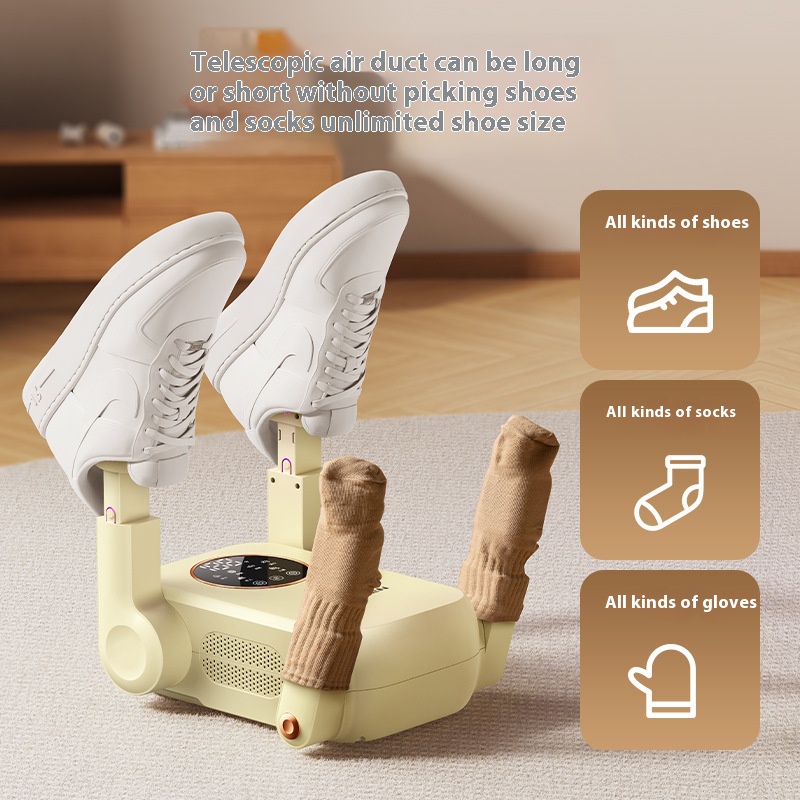 Telescopic air duct can be long
or short without picking shoes
and socks unlimited shoe size
All kinds of shoes
All kinds of socks
All kinds of gloves